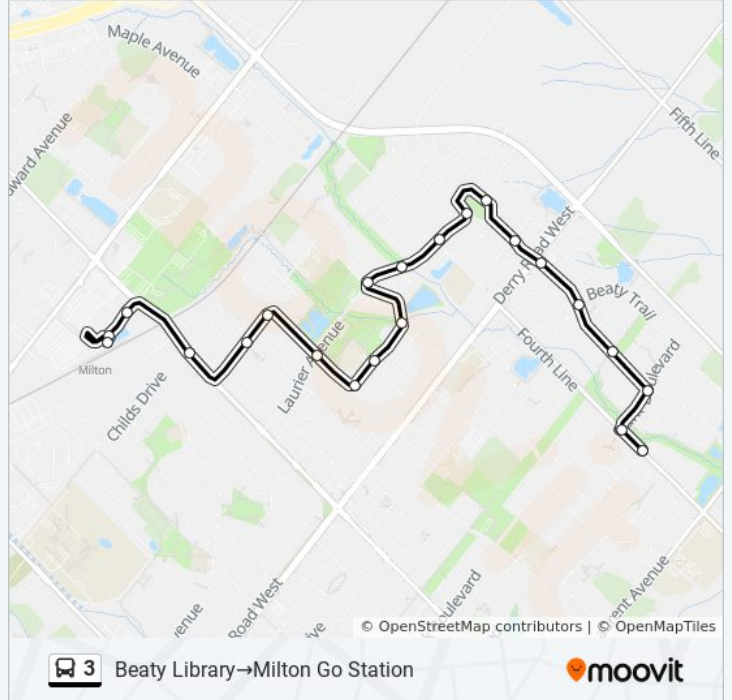 Maple Avenue
Fifth Line
Derry Road West
Beaty Trail
Laurier Avenue
Fourth Line
Milton
Childs Drive
Road West
© OpenStreetMap contributors | © OpenMapTiles
3 Beaty Library→Milton Go Station
moovit